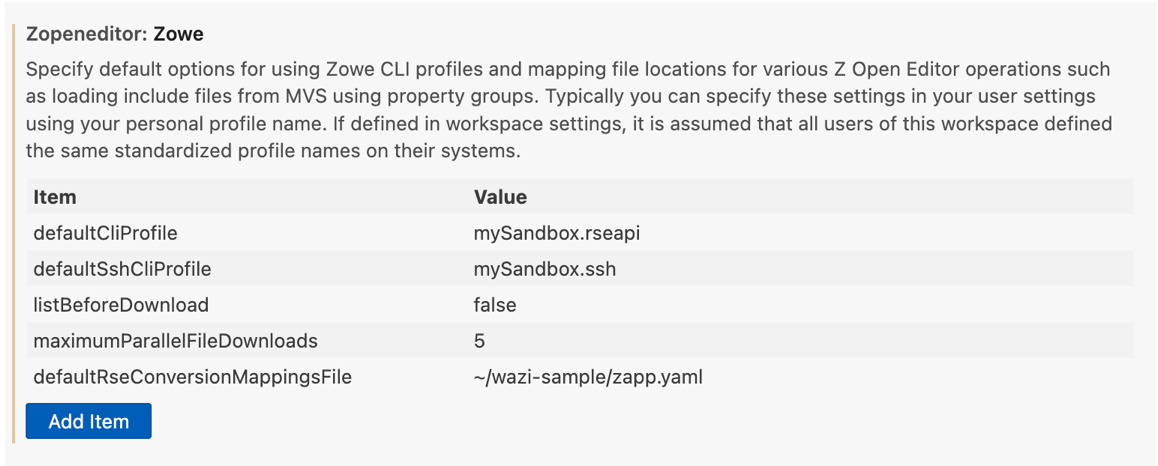 Zopeneditor: Zowe
Specify default options for using Zowe CLI profiles and mapping file locations for various Z Open Editor operations such
as loading include files from MVS using property groups. Typically you can specify these settings in your user settings
using your personal profile name. If defined in workspace settings, it is assumed that all users of this workspace defined
the same standardized profile names on their systems.
Item Value
defaultCliProfile mySandbox.rseapi
defaultSshCliProfile mySandbox.ssh
listBeforeDownload false
maximumParallelFileDownloads 5
defaultRseConversionMappingsFile ~/wazi-sample/zapp.yaml
Add Item